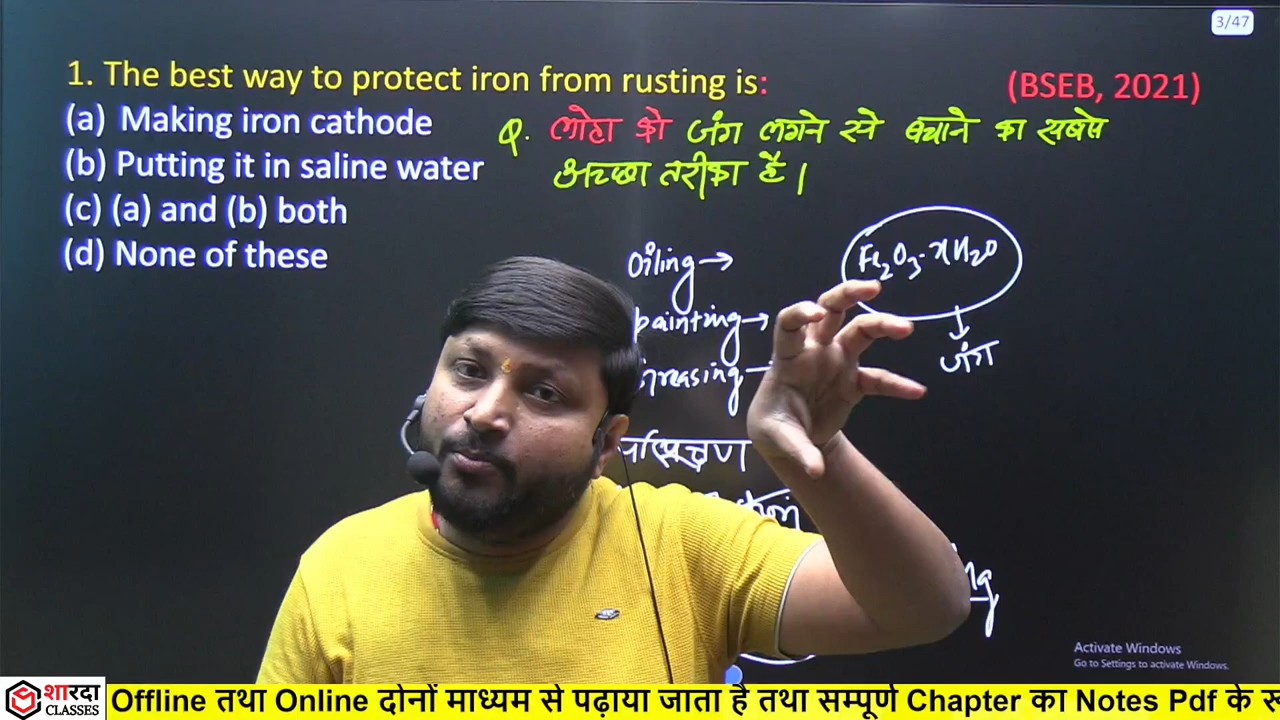 3/47
1. The best way to protect iron from rusting is:
(BSEB, 2021)
(a) Making iron cathode
(b) Putting it in saline water
(c) (a) and (b) both
(d) None of these
Q. लोहा को जंग लगने से बचाने का सबसे
अच्छा तरीका है।
Oiling→
painting→
Fe₂O₃.xH₂O
जंग
Activate Windows
Go to Settings to activate Windows.
शारदा
CLASSES
Offline तथा Online दोनों माध्यम से पढ़ाया जाता है तथा सम्पूर्ण Chapter का Notes Pdf के